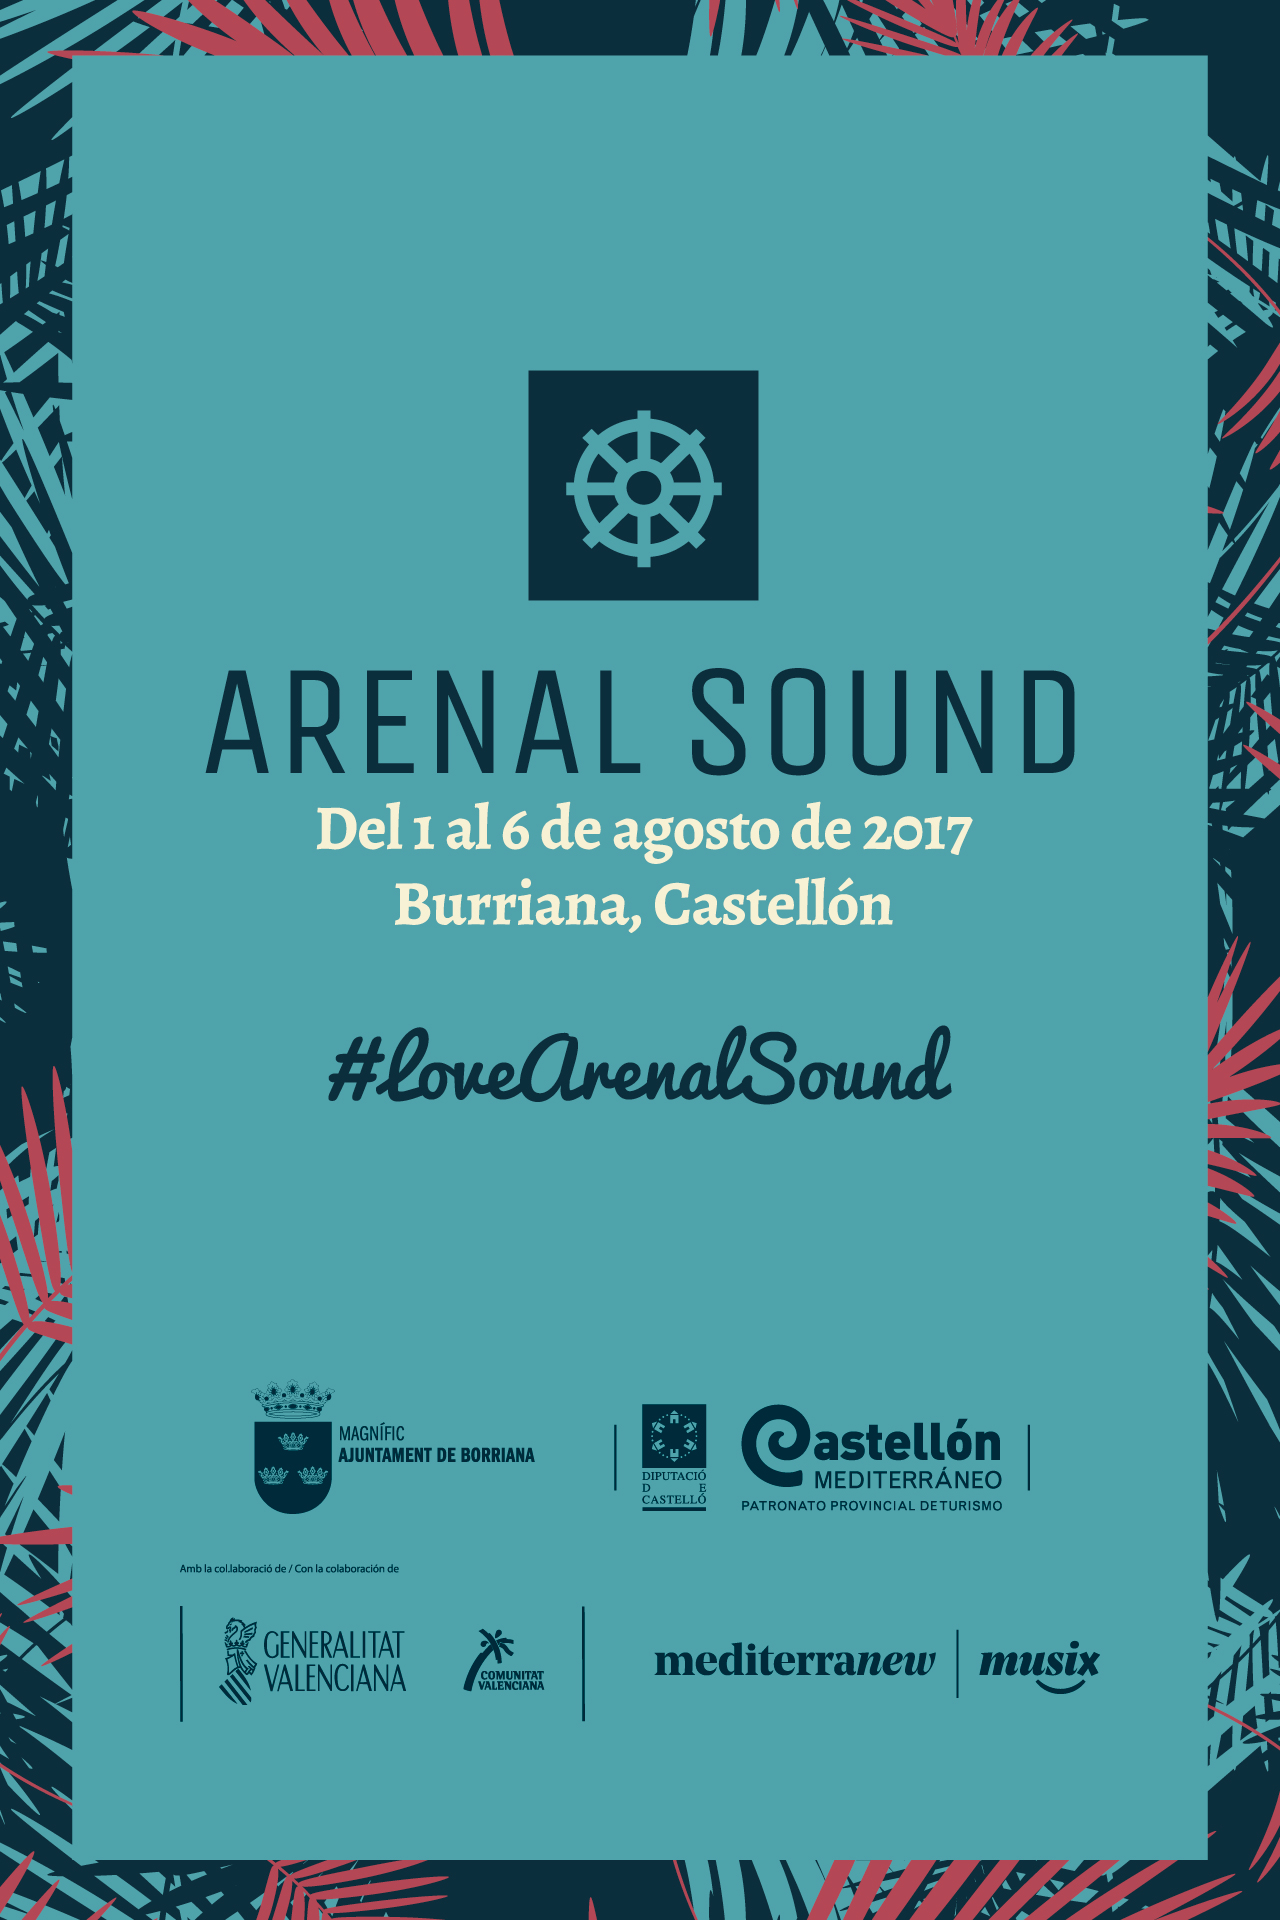 ARENAL SOUND
Del 1 al 6 de agosto de 2017
Burriana, Castellón
#LoveArenalSound
MAGNÍFIC
AJUNTAMENT DE BORRIANA
DIPUTACIÓ
D E
CASTELLÓ
Castellón
MEDITERRÁNEO
PATRONATO PROVINCIAL DE TURISMO
Amb la col.laboració de / Con la colaboración de
GENERALITAT
VALENCIANA
COMUNITAT
VALENCIANA
mediterranew
musix